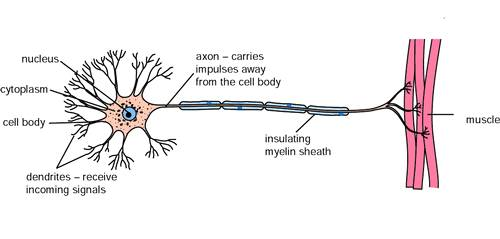 nucleus
cytoplasm
cell body
dendrites – receive
incoming signals
axon – carries
impulses away
from the cell body
insulating
myelin sheath
muscle